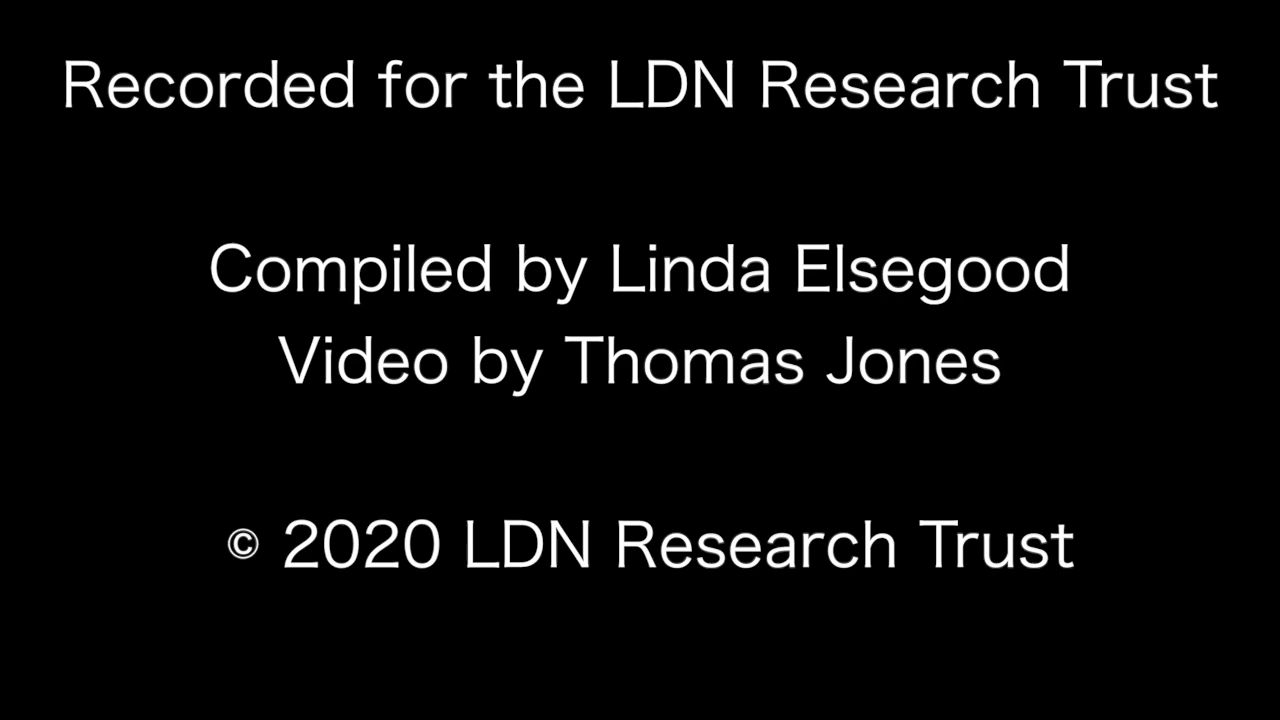 Recorded for the LDN Research Trust
Compiled by Linda Elsegood
Video by Thomas Jones
© 2020 LDN Research Trust